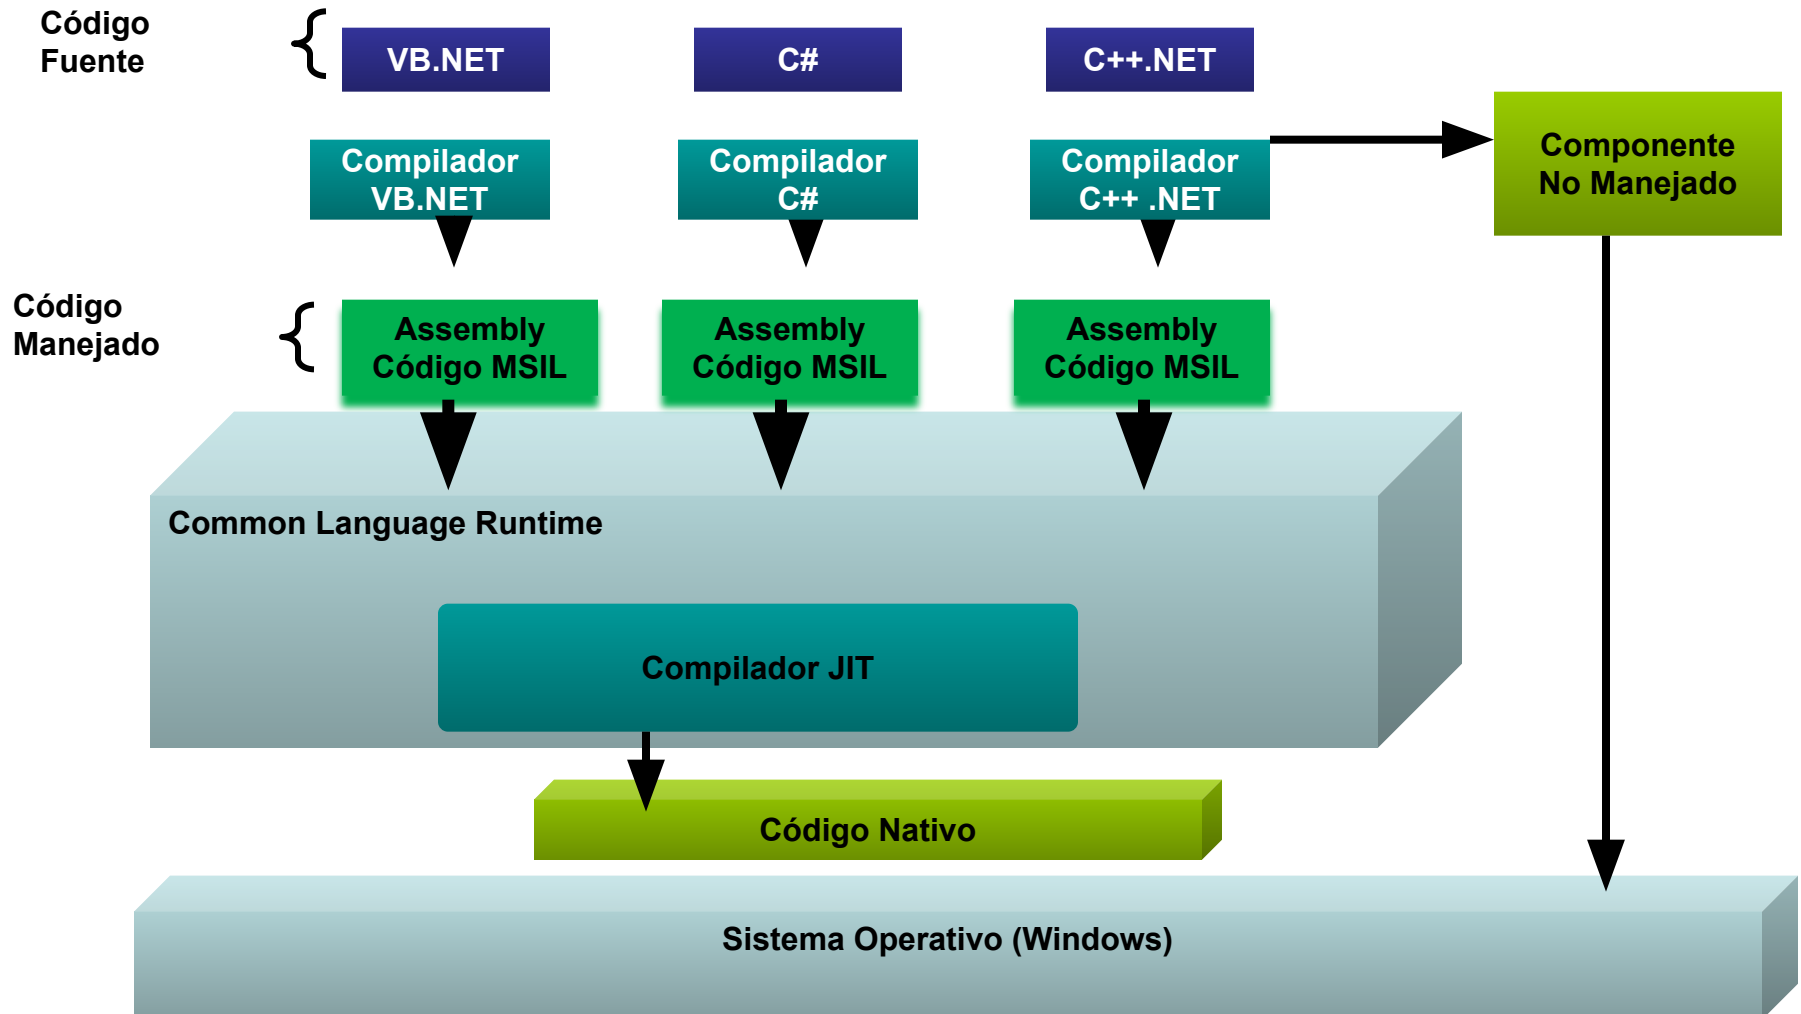 Código
Fuente
VB.NET
C#
C++.NET
Compilador
VB.NET
Compilador
C#
Compilador
C++ .NET
Componente
No Manejado
Código
Manejado
Assembly
Código MSIL
Assembly
Código MSIL
Assembly
Código MSIL
Common Language Runtime
Compilador JIT
Código Nativo
Sistema Operativo (Windows)